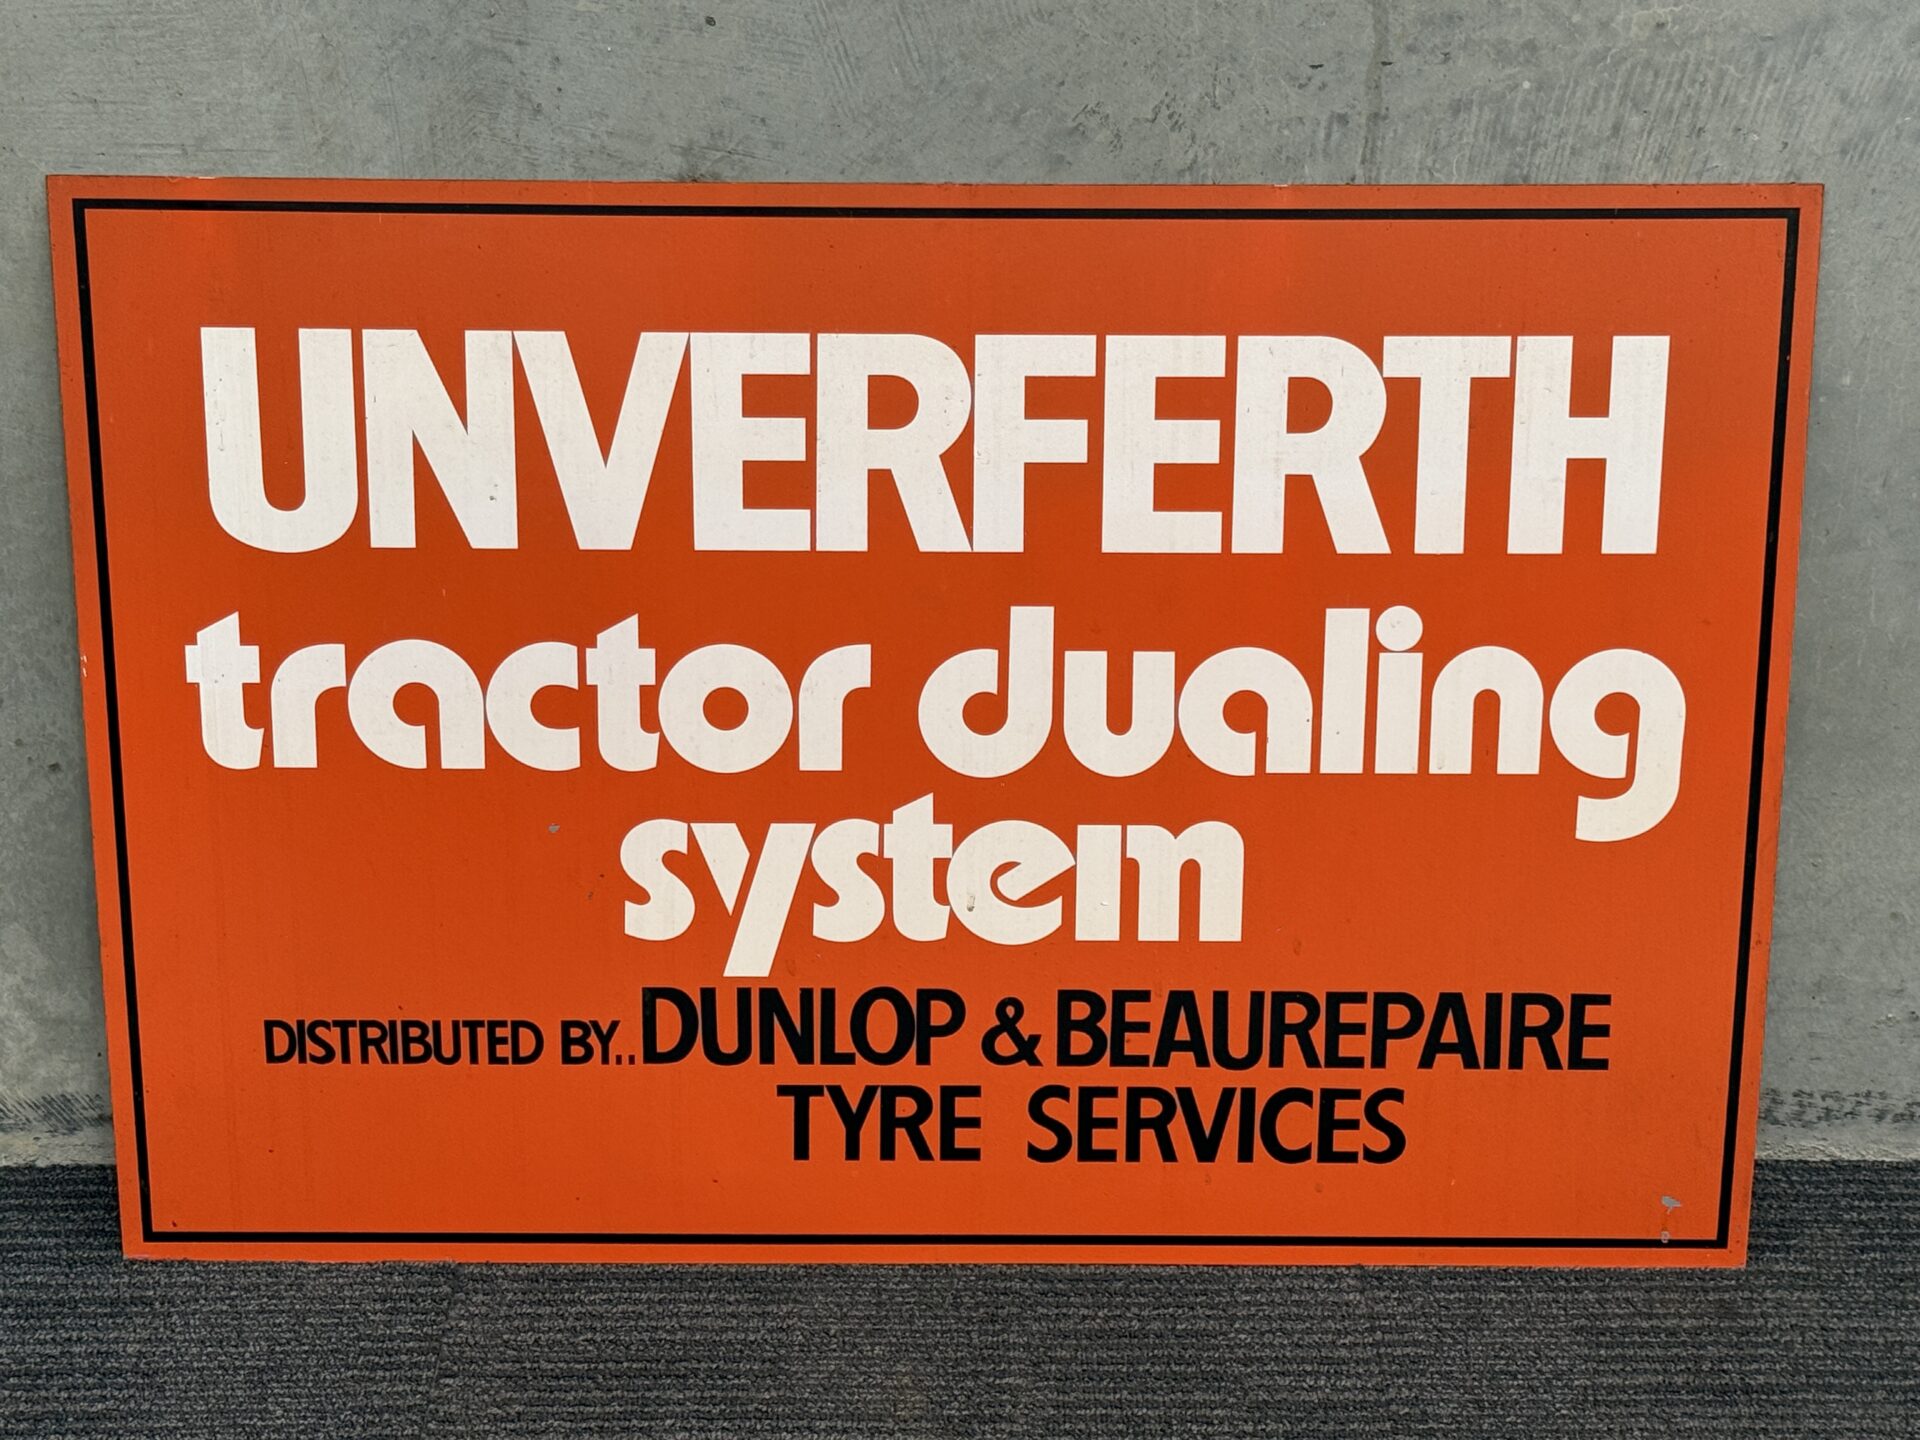 UNVERFERTH
tractor dualing
system
DISTRIBUTED BY.. DUNLOP & BEAUREPAIRE
TYRE SERVICES